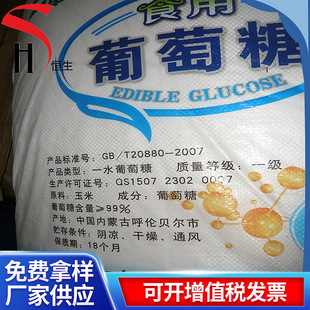 H
恒生
食用
葡萄糖
EDIBLE GLUCOSE
产品标准号：GB/T20880-2007
产品类型：一水葡萄糖 质量等级：一级
生产许可证号：QS1507 2302 0007
原料：玉米 成分：葡萄糖
葡萄糖含量≥99%
产地：中国内蒙古呼伦贝尔市
贮存条件：阴凉、干燥、通风
保质期：18个月
免费拿样
厂家供应
可开增值税发票